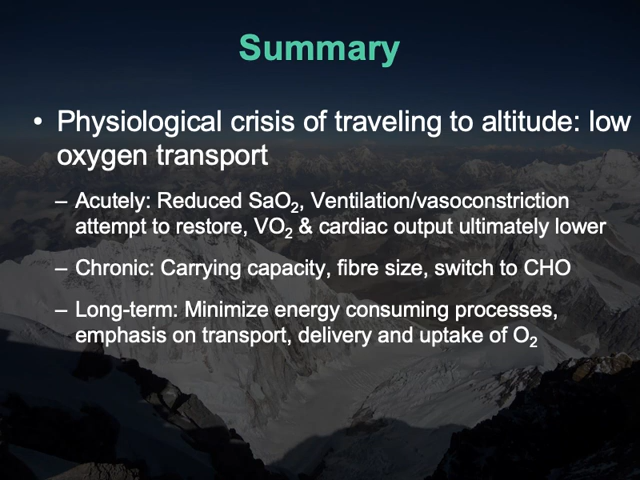 Summary
• Physiological crisis of traveling to altitude: low
oxygen transport
– Acutely: Reduced SaO₂, Ventilation/vasoconstriction
attempt to restore, VO₂ & cardiac output ultimately lower
– Chronic: Carrying capacity, fibre size, switch to CHO
– Long-term: Minimize energy consuming processes,
emphasis on transport, delivery and uptake of O₂